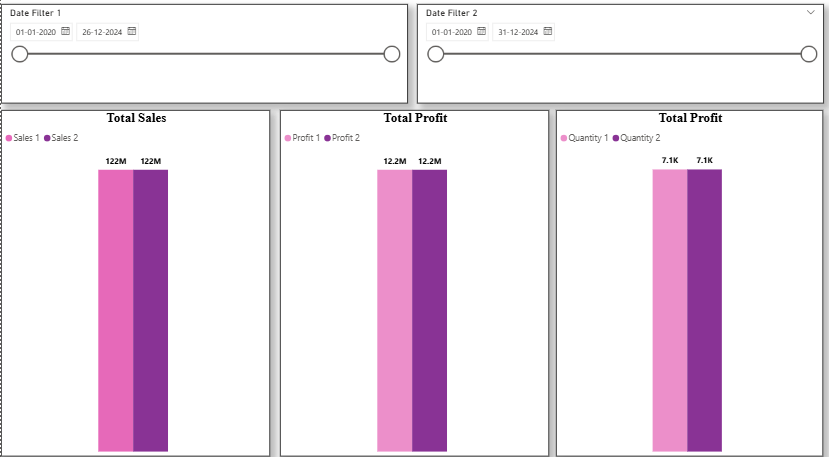 Date Filter 1
01-01-2020 26-12-2024
Date Filter 2
01-01-2020 31-12-2024
Total Sales
Sales 1 Sales 2
122M 122M
Total Profit
Profit 1 Profit 2
12.2M 12.2M
Total Profit
Quantity 1 Quantity 2
7.1K 7.1K